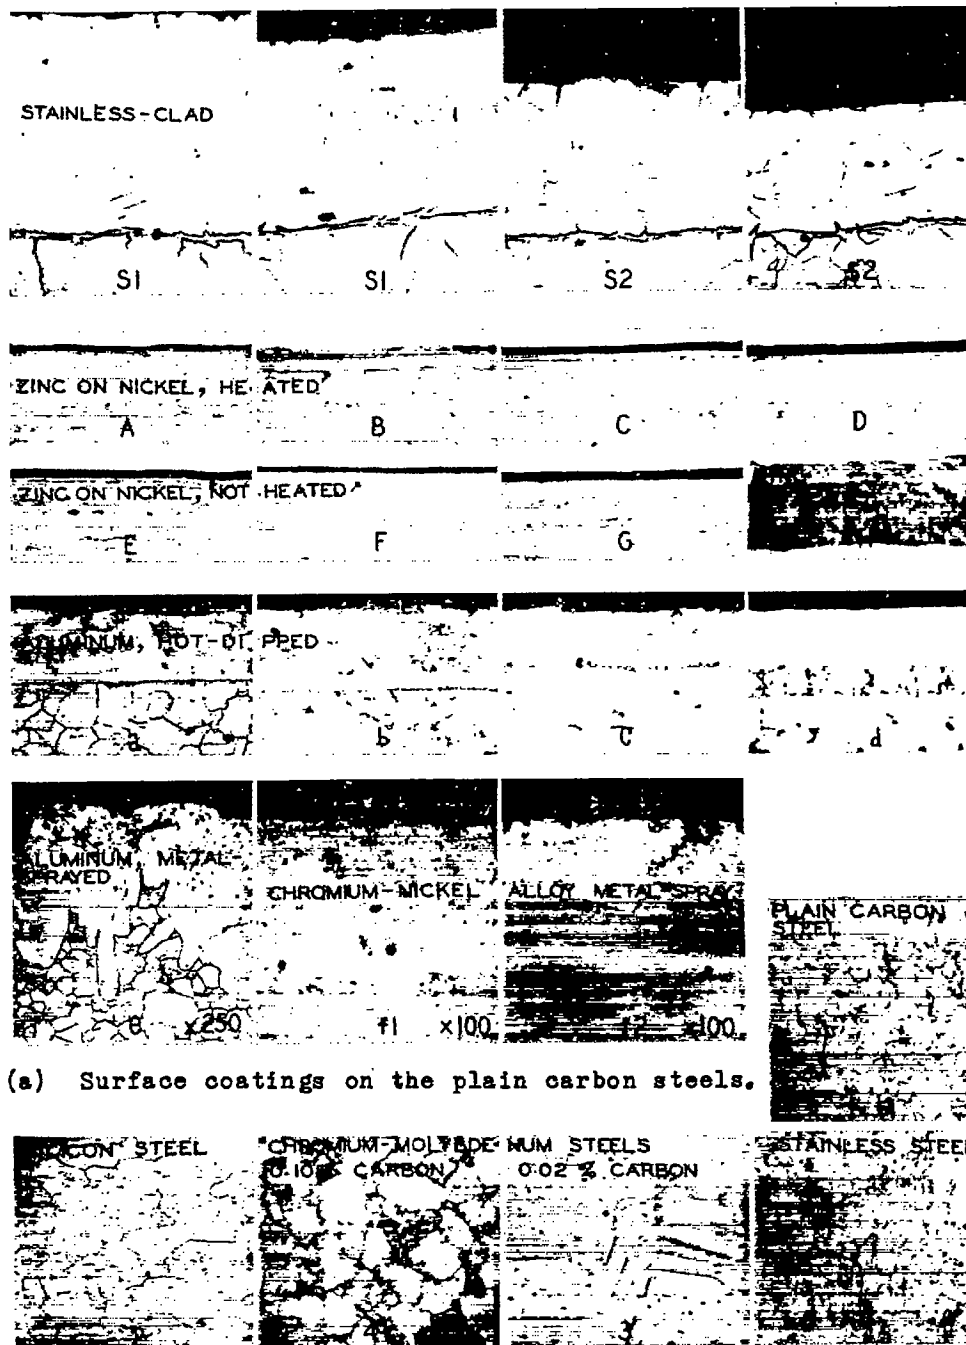 STAINLESS-CLAD
S1 S1 S2 S2
ZINC ON NICKEL, HEATED
A B C D
ZINC ON NICKEL, NOT HEATED
E F G
ALUMINUM, HOT-DIPPED
a b c d
ALUMINUM, METAL-SPRAYED
CHROMIUM-NICKEL ALLOY METAL SPRAY
e ×250 f1 ×100 ×100
PLAIN CARBON
STEEL
(a) Surface coatings on the plain carbon steels.
STEEL
CHROMIUM-MOLYBDENUM STEELS
0.10 % CARBON 0.02 % CARBON
STAINLESS STEEL